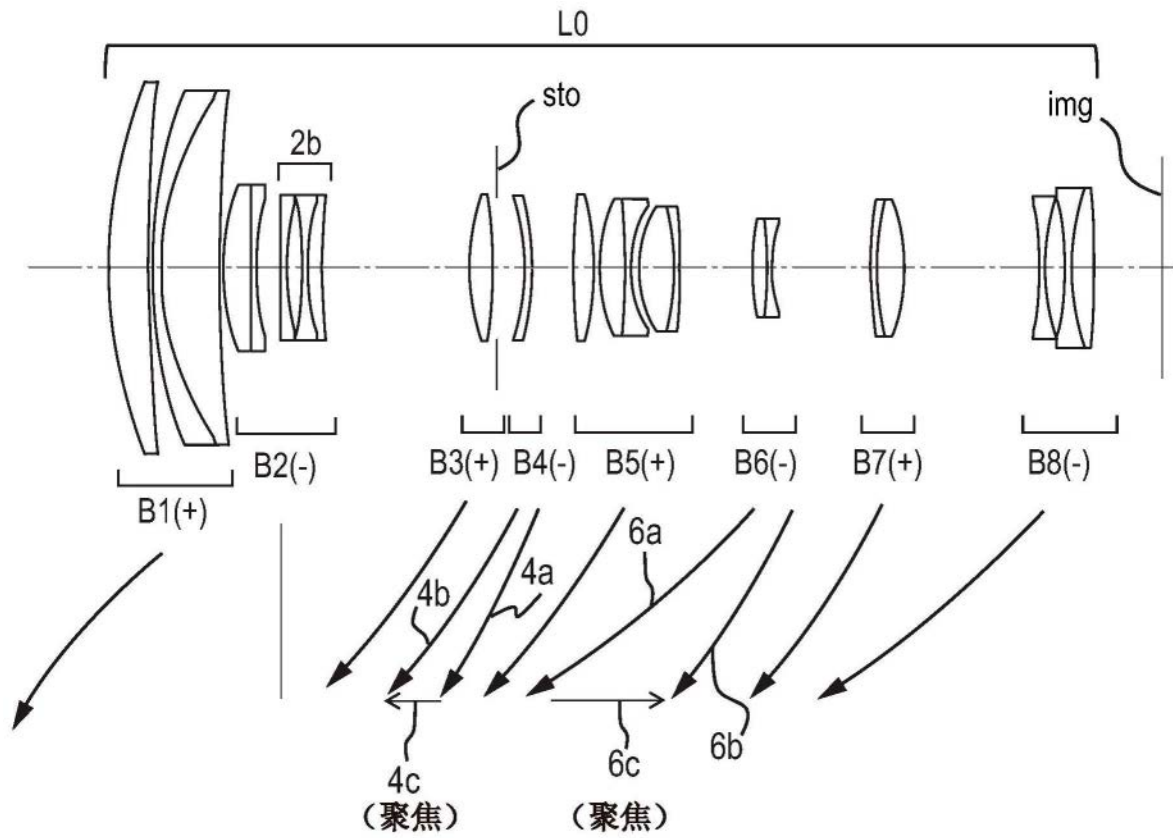 L0
sto
img
2b
B3(+) B4(-) B5(+) B6(-) B7(+) B8(-)
B2(-)
B1(+)
6a
4a
4b
6b
4c
6c
(聚焦)
(聚焦)